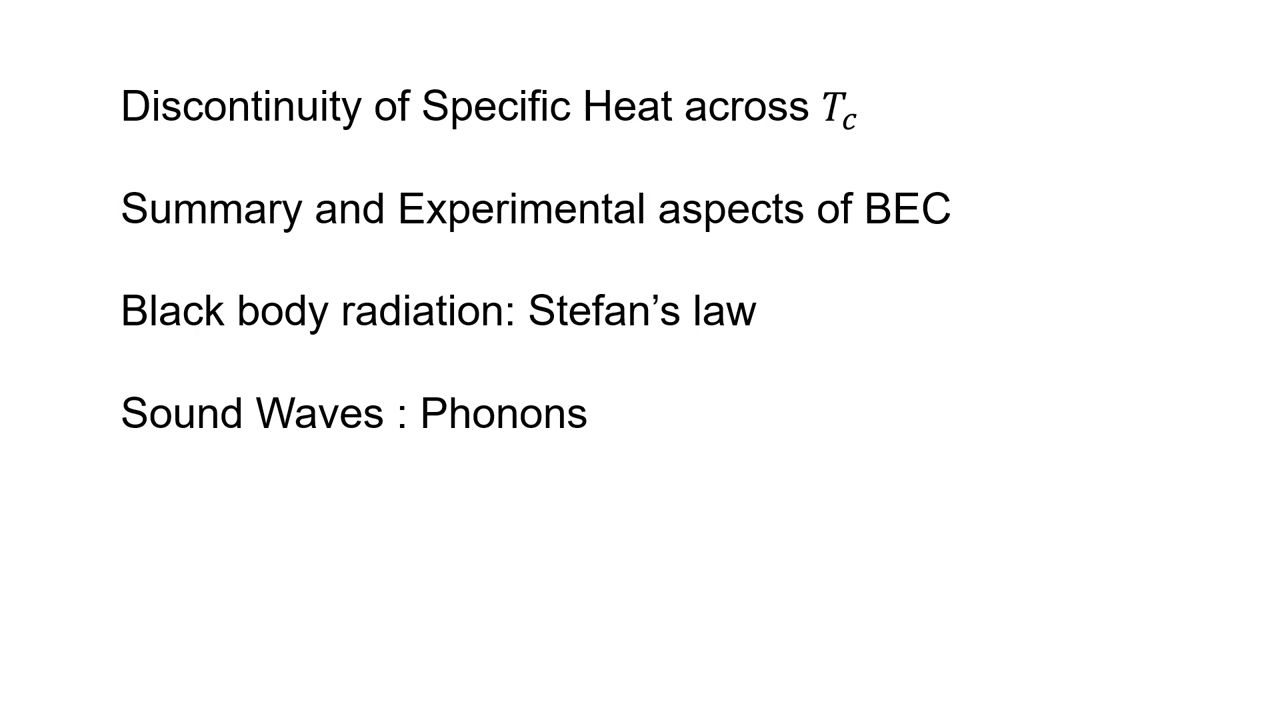 Discontinuity of Specific Heat across T_c
Summary and Experimental aspects of BEC
Black body radiation: Stefan’s law
Sound Waves : Phonons